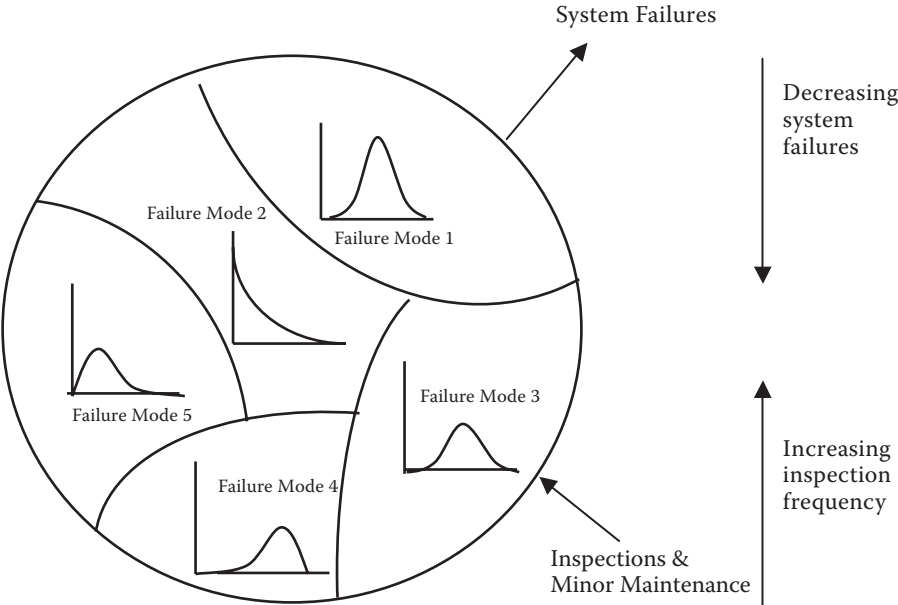 System Failures
Decreasing
system
failures
Failure Mode 2
Failure Mode 1
Failure Mode 3
Failure Mode 5
Failure Mode 4
Increasing
inspection
frequency
Inspections &
Minor Maintenance